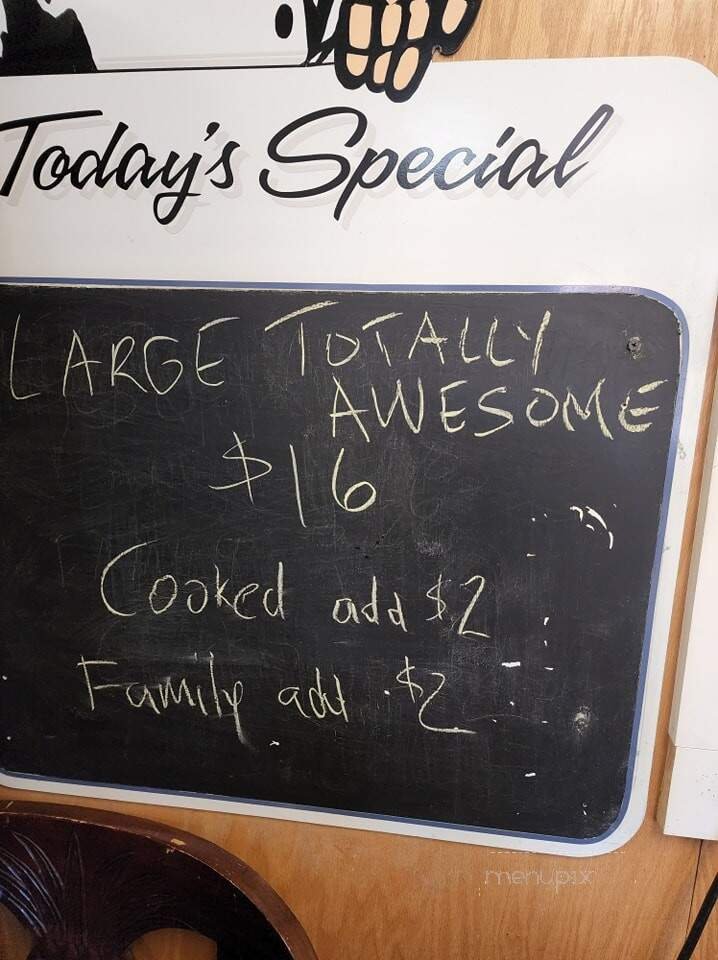 Today's Special
LARGE TOTALLY
AWESOME
$16
Cooked add $2
Family add $2
menupix